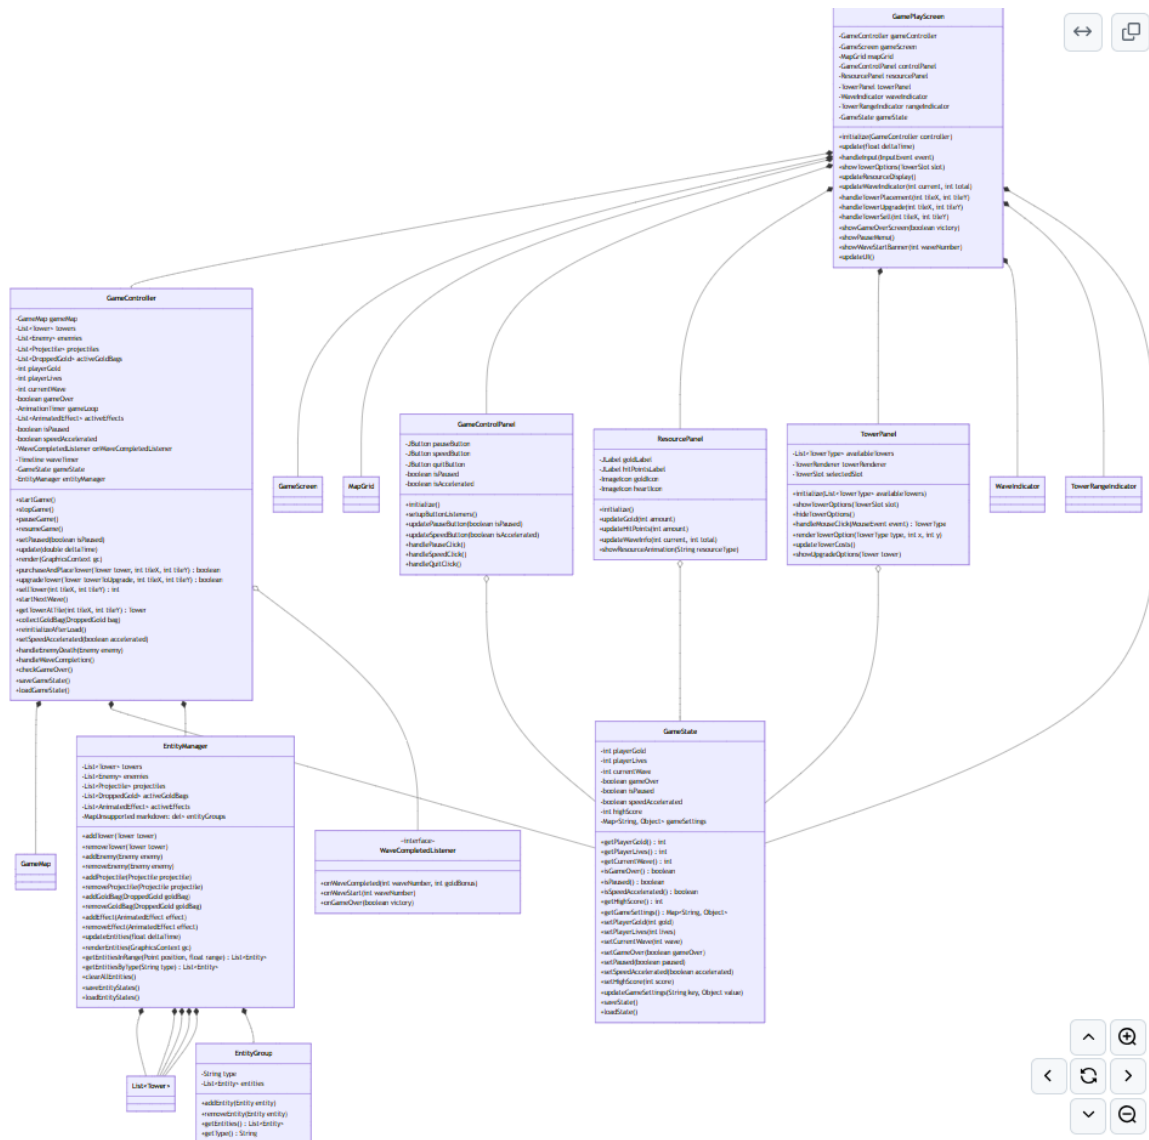 GamePlayScreen
-GameController gameController
-GameScreen gameScreen
-MapGrid mapGrid
-GameControlPanel controlPanel
-ResourcePanel resourcePanel
-TowerPanel towerPanel
-WaveIndicator waveIndicator
-TowerRangeIndicator rangeIndicator
-GameState gameState
+initialize(GameController controller)
+update(float deltaTime)
+handleInput(InputEvent event)
+showTowerOptions(TowerSlot slot)
+updateResourceDisplay()
+updateWaveIndicator(int current, int total)
+handleTowerPlacement(int tileX, int tileY)
+handleTowerUpgrade(int tileX, int tileY)
+handleTowerSell(int tileX, int tileY)
+showGameOverScreen(boolean victory)
+showPauseMenu()
+showWaveStartBanner(int waveNumber)
+updateUI()
GameController
-GameMap gameMap
-List<Tower> towers
-List<Enemy> enemies
-List<Projectile> projectiles
-List<DroppedGold> activeGoldBags
-int playerGold
-int playerLives
-int currentWave
-boolean gameOver
-AnimationTimer gameLoop
-List<AnimatedEffect> activeEffects
-boolean isPaused
-boolean speedAccelerated
-WaveCompletedListener onWaveCompletedListener
-Timeline waveTimer
-GameState gameState
-EntityManager entityManager
+startGame()
+stopGame()
+pauseGame()
+resumeGame()
+setPaused(boolean isPaused)
+update(double deltaTime)
+render(GraphicsContext gc)
+purchaseAndPlaceTower(Tower tower, int tileX, int tileY) : boolean
+upgradeTower(Tower towerToUpgrade, int tileX, int tileY) : boolean
+sellTower(int tileX, int tileY) : int
+startNextWave()
+getTowerAtTile(int tileX, int tileY) : Tower
+collectGoldBag(DroppedGold bag)
+reinitializeAfterLoad()
+setSpeedAccelerated(boolean accelerated)
+handleEnemyDeath(Enemy enemy)
+handleWaveCompletion()
+checkGameOver()
+saveGameState()
+loadGameState()
GameScreen
MapGrid
GameControlPanel
-JButton pauseButton
-JButton speedButton
-JButton quitButton
-boolean isPaused
-boolean isAccelerated
+initialize()
+setupButtonListeners()
+updatePauseButton(boolean isPaused)
+updateSpeedButton(boolean isAccelerated)
+handlePauseClick()
+handleSpeedClick()
+handleQuitClick()
ResourcePanel
-JLabel goldLabel
-JLabel hitPointsLabel
-ImageIcon goldIcon
-ImageIcon heartIcon
+initialize()
+updateGold(int amount)
+updateHitPoints(int amount)
+updateWaveInfo(int current, int total)
+showResourceAnimation(String resourceType)
TowerPanel
-List<TowerType> availableTowers
-TowerRenderer towerRenderer
-TowerSlot selectedSlot
+initialize(List<TowerType> availableTowers)
+showTowerOptions(TowerSlot slot)
+hideTowerOptions()
+handleMouseClick(MouseEvent event) : TowerType
+renderTowerOption(TowerType type, int x, int y)
+updateTowerCosts()
+showUpgradeOptions(Tower tower)
WaveIndicator
TowerRangeIndicator
GameMap
EntityManager
-List<Tower> towers
-List<Enemy> enemies
-List<Projectile> projectiles
-List<DroppedGold> activeGoldBags
-List<AnimatedEffect> activeEffects
-MapUnsupported markdown: del> entityGroups
+addTower(Tower tower)
+removeTower(Tower tower)
+addEnemy(Enemy enemy)
+removeEnemy(Enemy enemy)
+addProjectile(Projectile projectile)
+removeProjectile(Projectile projectile)
+addGoldBag(DroppedGold goldBag)
+removeGoldBag(DroppedGold goldBag)
+addEffect(AnimatedEffect effect)
+removeEffect(AnimatedEffect effect)
+updateEntities(float deltaTime)
+renderEntities(GraphicsContext gc)
+getEntitiesInRange(Point position, float range) : List<Entity>
+getEntitiesByType(String type) : List<Entity>
+clearAllEntities()
+saveEntityStates()
+loadEntityStates()
~interface~
WaveCompletedListener
+onWaveCompleted(int waveNumber, int goldBonus)
+onWaveStart(int waveNumber)
+onGameOver(boolean victory)
GameState
-int playerGold
-int playerLives
-int currentWave
-boolean gameOver
-boolean isPaused
-boolean speedAccelerated
-int highScore
-Map<String, Object> gameSettings
+getPlayerGold() : int
+getPlayerLives() : int
+getCurrentWave() : int
+isGameOver() : boolean
+isPaused() : boolean
+isSpeedAccelerated() : boolean
+getHighScore() : int
+getGameSettings() : Map<String, Object>
+setPlayerGold(int gold)
+setPlayerLives(int lives)
+setCurrentWave(int wave)
+setGameOver(boolean gameOver)
+setPaused(boolean paused)
+setSpeedAccelerated(boolean accelerated)
+setHighScore(int score)
+updateGameSettings(String key, Object value)
+saveState()
+loadState()
List<Tower>
EntityGroup
-String type
-List<Entity> entities
+addEntity(Entity entity)
+removeEntity(Entity entity)
+getEntities() : List<Entity>
+getType() : String